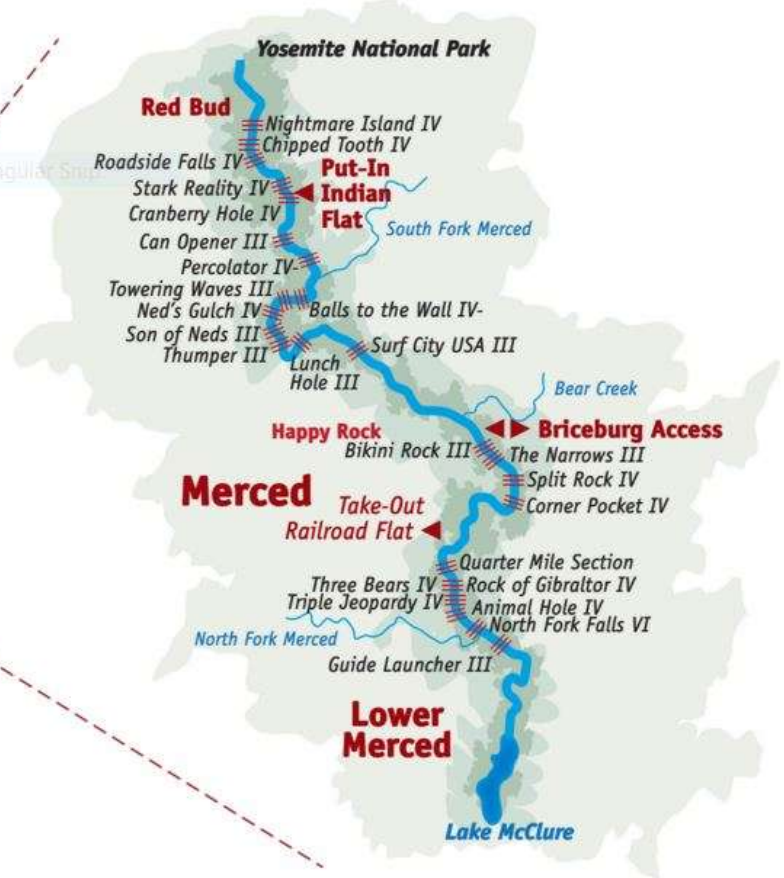 Yosemite National Park
Red Bud
Nightmare Island IV
Chipped Tooth IV
Roadside Falls IV
Put-In
Indian
Flat
Stark Reality IV
Cranberry Hole IV
South Fork Merced
Can Opener III
Percolator IV-
Towering Waves III
Balls to the Wall IV-
Ned's Gulch IV
Son of Neds III
Thumper III
Lunch
Hole III
Surf City USA III
Bear Creek
Happy Rock
Briceburg Access
Bikini Rock III
The Narrows III
Split Rock IV
Merced
Take-Out
Railroad Flat
Corner Pocket IV
Quarter Mile Section
Three Bears IV
Rock of Gibraltor IV
Triple Jeopardy IV
Animal Hole IV
North Fork Falls VI
North Fork Merced
Guide Launcher III
Lower
Merced
Lake McClure